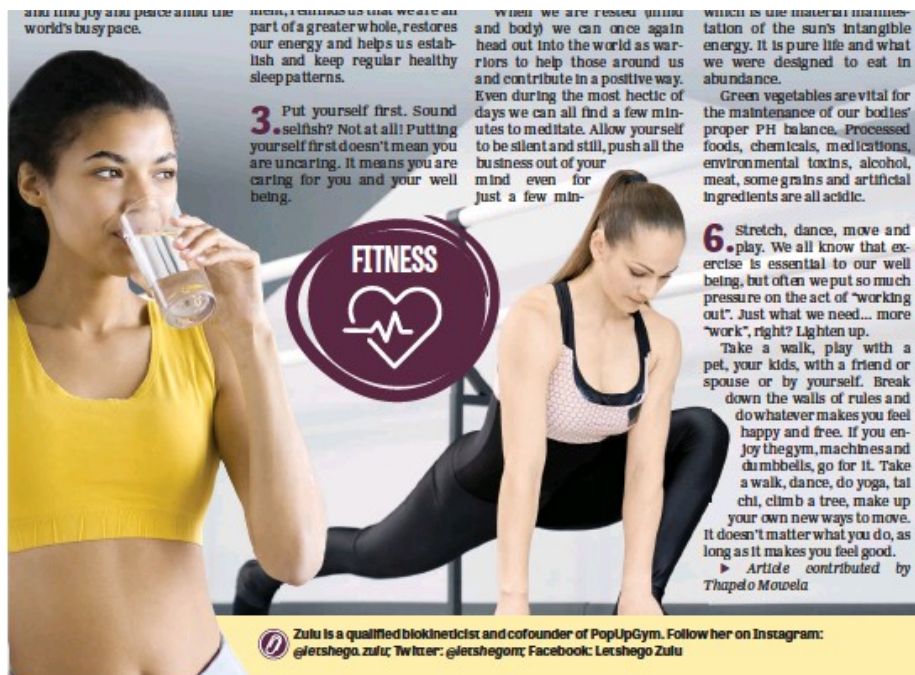 and find joy and peace amid the
world's busy pace.
ment, reminds us that we are all
part of a greater whole, restores
our energy and helps us estab-
lish and keep regular healthy
sleep patterns.
3. Put yourself first. Sound
selfish? Not at all! Putting
yourself first doesn't mean you
are uncaring. It means you are
caring for you and your well
being.
When we are rested (mind
and body) we can once again
head out into the world as war-
riors to help those around us
and contribute in a positive way.
Even during the most hectic of
days we can all find a few min-
utes to meditate. Allow yourself
to be silent and still, push all the
business out of your
mind even for
just a few min-
which is the material manifes-
tation of the sun's intangible
energy. It is pure life and what
we were designed to eat in
abundance.
Green vegetables are vital for
the maintenance of our bodies'
proper PH balance. Processed
foods, chemicals, medications,
environmental toxins, alcohol,
meat, some grains and artificial
ingredients are all acidic.
6. Stretch, dance, move and
play. We all know that ex-
ercise is essential to our well
being, but often we put so much
pressure on the act of "working
out". Just what we need... more
"work", right? Lighten up.
Take a walk, play with a
pet, your kids, with a friend or
spouse or by yourself. Break
down the walls of rules and
do whatever makes you feel
happy and free. If you en-
joy the gym, machines and
dumbbells, go for it. Take
a walk, dance, do yoga, tai
chi, climb a tree, make up
your own new ways to move.
It doesn't matter what you do, as
long as it makes you feel good.
▶ Article contributed by
Thapelo Mowela
FITNESS
Zulu is a qualified biokineticist and cofounder of PopUpGym. Follow her on Instagram:
@letshego.zulu; Twitter: @letshegom; Facebook: Letshego Zulu